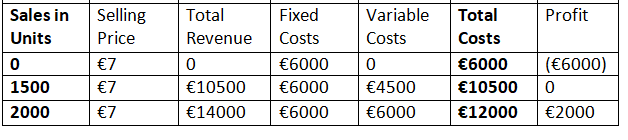 Sales in Units Selling Price Total Revenue Fixed Costs Variable Costs Total Costs Profit
0 €7 0 €6000 0 €6000 (€6000)
1500 €7 €10500 €6000 €4500 €10500 0
2000 €7 €14000 €6000 €6000 €12000 €2000